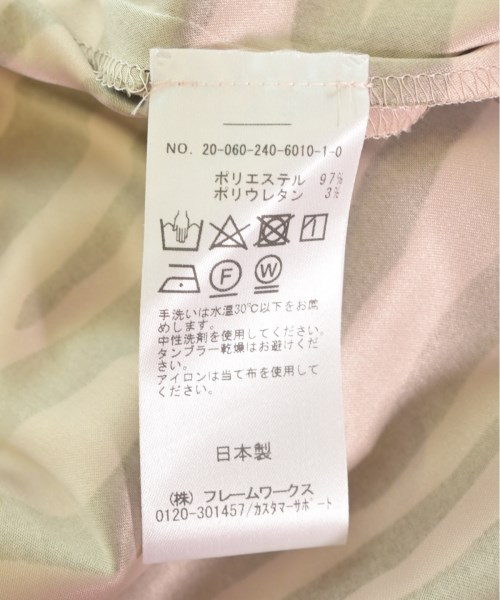 NO. 20-060-240-6010-1-0
ポリエステル 97%
ポリウレタン 3%
F W
手洗いは水温30℃以下をお薦
めします。
中性洗剤を使用してください。
タンブラー乾燥はお避けくだ
さい。
アイロンは当て布を使用して
ください。
日本製
(株) フレームワークス
0120-301457/カスタマーサポート